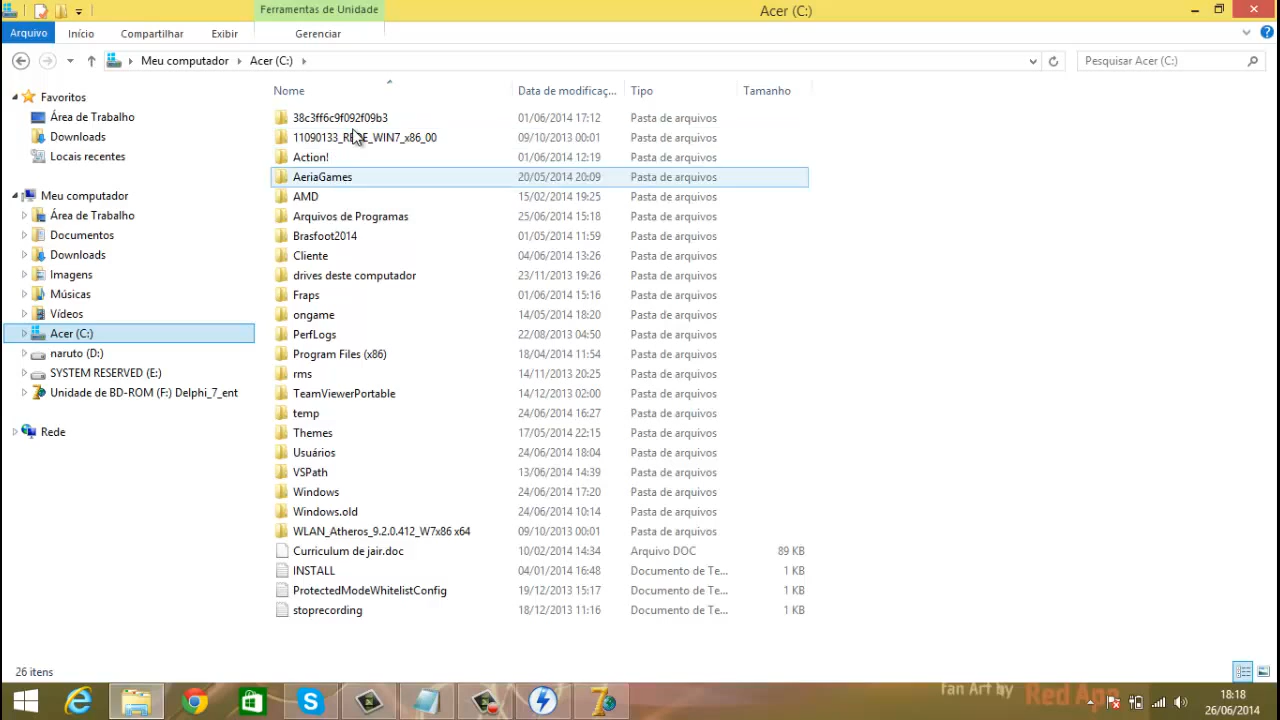 Ferramentas de Unidade
Acer (C:)
Arquivo Início Compartilhar Exibir Gerenciar
Meu computador Acer (C:) Pesquisar Acer (C:)
Nome Data de modificaç... Tipo Tamanho
Favoritos
Área de Trabalho
Downloads
Locais recentes
Meu computador
Área de Trabalho
Documentos
Downloads
Imagens
Músicas
Vídeos
Acer (C:)
naruto (D:)
SYSTEM RESERVED (E:)
Unidade de BD-ROM (F:) Delphi_7_ent
Rede
38c3ff6c9f092f09b3 01/06/2014 17:12 Pasta de arquivos
09/10/2013 00:01 Pasta de arquivos
Action! 01/06/2014 12:19 Pasta de arquivos
AeriaGames 20/05/2014 20:09 Pasta de arquivos
AMD 15/02/2014 19:25 Pasta de arquivos
Arquivos de Programas 25/06/2014 15:18 Pasta de arquivos
Brasfoot2014 01/05/2014 11:59 Pasta de arquivos
Cliente 04/06/2014 13:26 Pasta de arquivos
drives deste computador 23/11/2013 19:26 Pasta de arquivos
Fraps 01/06/2014 15:16 Pasta de arquivos
ongame 14/05/2014 18:20 Pasta de arquivos
PerfLogs 22/08/2013 04:50 Pasta de arquivos
Program Files (x86) 18/04/2014 11:54 Pasta de arquivos
rms 14/11/2013 20:25 Pasta de arquivos
TeamViewerPortable 14/12/2013 02:00 Pasta de arquivos
temp 24/06/2014 16:27 Pasta de arquivos
Themes 17/05/2014 22:15 Pasta de arquivos
Usuários 24/06/2014 18:04 Pasta de arquivos
VSPath 13/06/2014 14:39 Pasta de arquivos
Windows 24/06/2014 17:20 Pasta de arquivos
Windows.old 24/06/2014 10:14 Pasta de arquivos
WLAN_Atheros_9.2.0.412_W7x86 x64 09/10/2013 00:01 Pasta de arquivos
Curriculum de jair.doc 10/02/2014 14:34 Arquivo DOC 89 KB
INSTALL 04/01/2014 16:48 Documento de Te... 1 KB
ProtectedModeWhitelistConfig 19/12/2013 15:17 Documento de Te... 1 KB
stoprecording 18/12/2013 11:16 Documento de Te... 1 KB
26 itens
fan Art by Red
18:18
26/06/2014